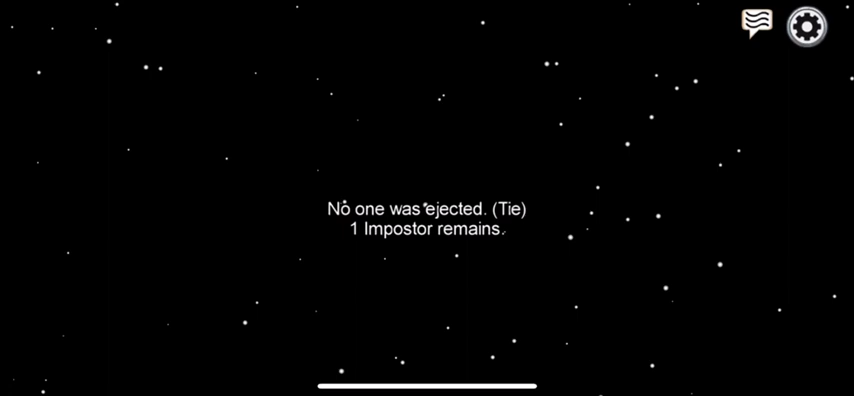 No one was ejected. (Tie)
1 Impostor remains.